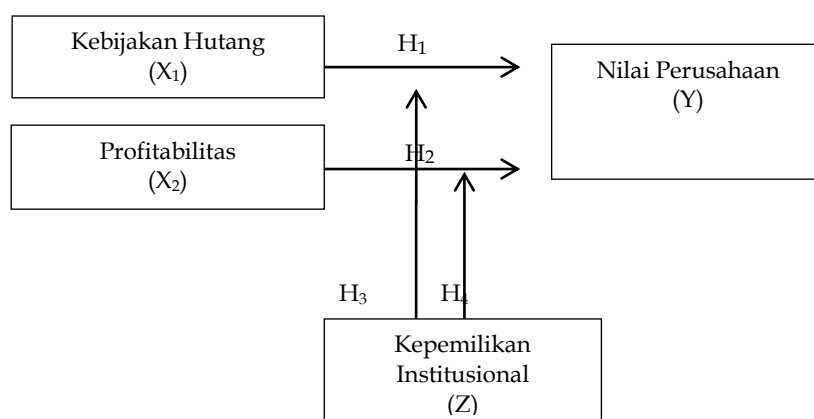 Kebijakan Hutang
(X₁)
H₁
Nilai Perusahaan
(Y)
Profitabilitas
(X₂)
H₂
H₃
H₄
Kepemilikan
Institusional
(Z)